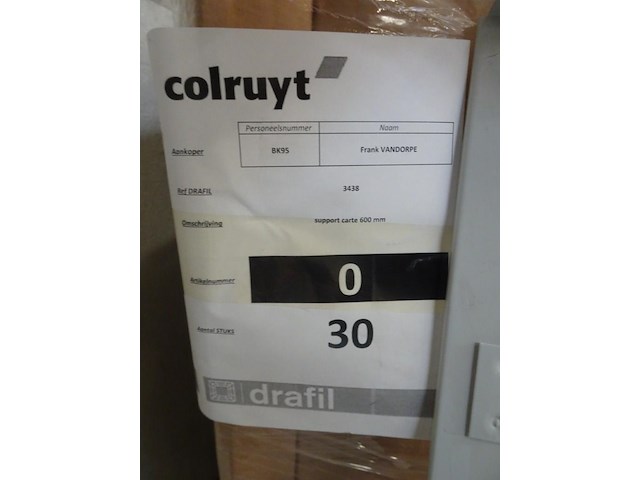 colruyt
Personeelsnummer Naam
Aankoper BK95 Frank VANDORPE
Ref DRAFIL 3438
Omschrijving support carte 600 mm
Artikelnummer 0
Aantal STUKS 30
drafil